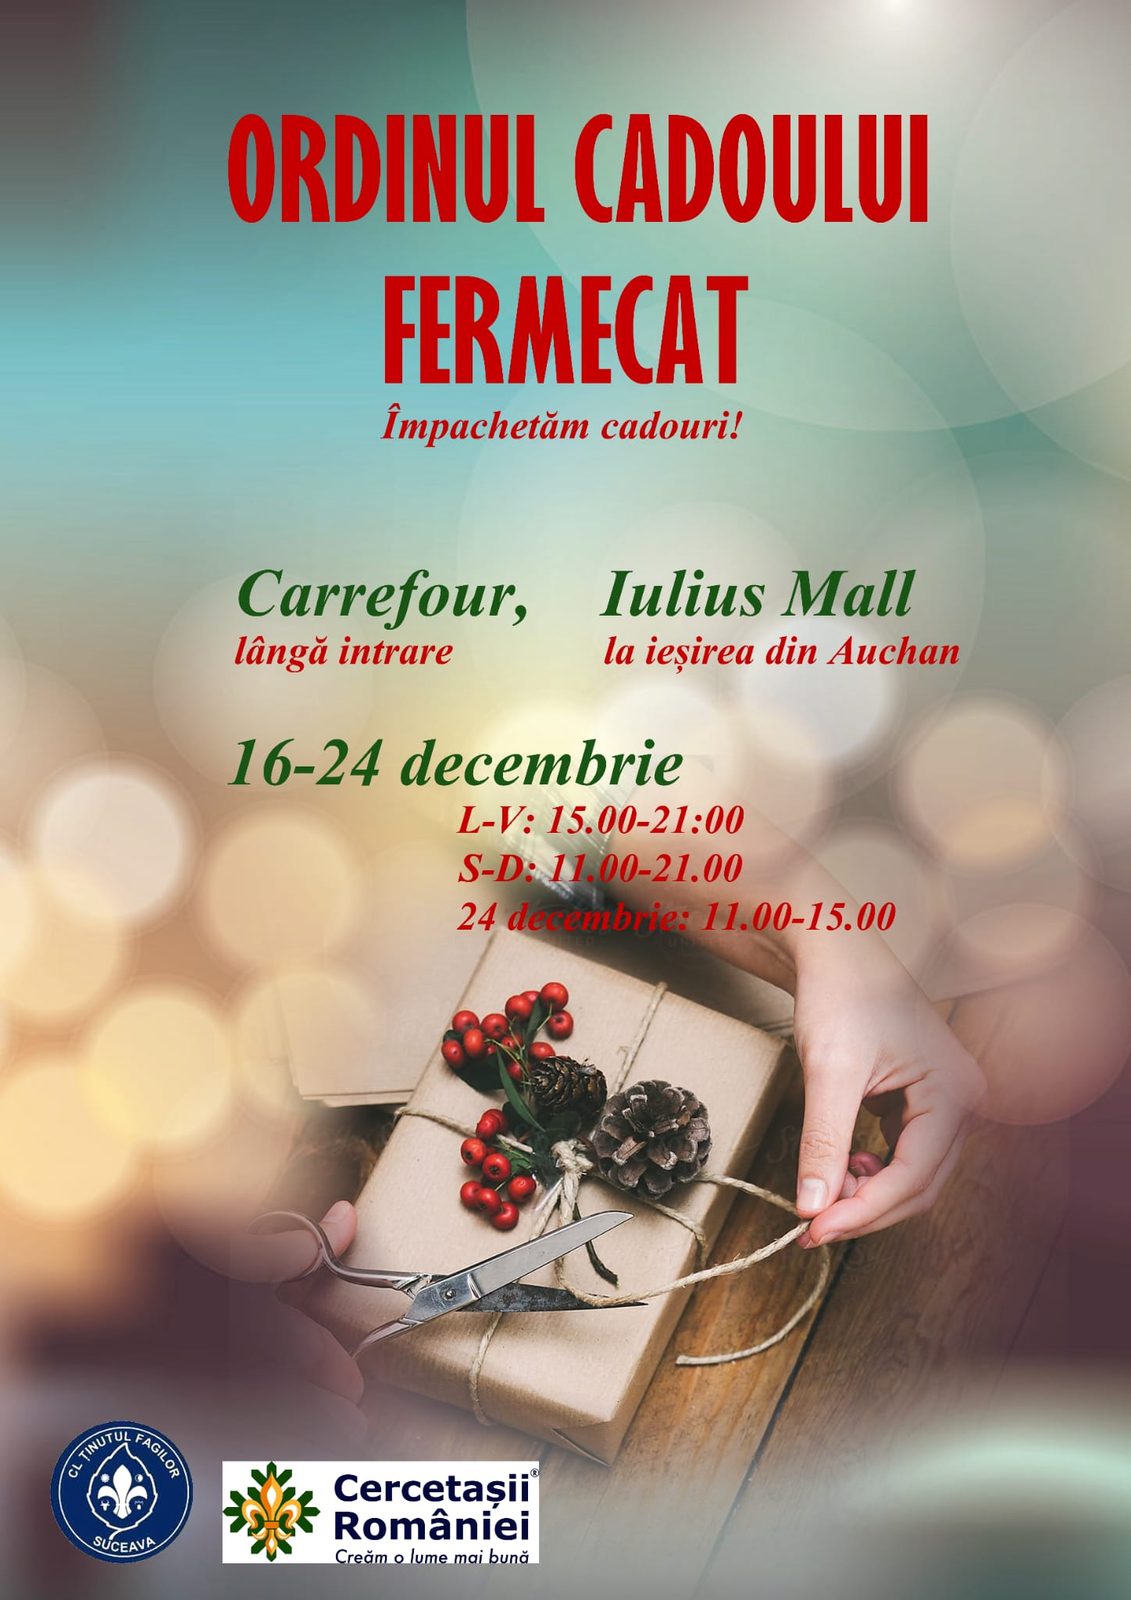 ORDINUL CADOULUI
FERMECAT
Împachetăm cadouri!
Carrefour,
lângă intrare
Iulius Mall
la ieșirea din Auchan
16-24 decembrie
L-V: 15.00-21:00
S-D: 11.00-21.00
24 decembrie: 11.00-15.00
CL ȚINUTUL FAGILOR
SUCEAVA
Cercetașii®
României
Creăm o lume mai bună